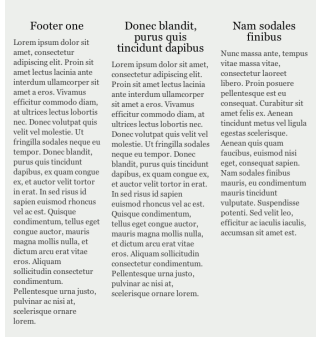 Footer one
Lorem ipsum dolor sit
amet, consectetur
adipiscing elit. Proin sit
amet lectus lacinia ante
interdum ullamcorper sit
amet a eros. Vivamus
efficitur commodo diam,
at ultrices lectus lobortis
nec. Donec volutpat quis
velit vel molestie. Ut
fringilla sodales neque eu
tempor. Donec blandit,
purus quis tincidunt
dapibus, ex quam congue
ex, et auctor velit tortor
in erat. In sed risus id
sapien euismod rhoncus
vel ac est. Quisque
condimentum, tellus eget
congue auctor, mauris
magna mollis nulla, et
dictum arcu erat vitae
eros. Aliquam
sollicitudin consectetur
condimentum.
Pellentesque urna justo,
pulvinar ac nisi at,
scelerisque ornare
lorem.
Donec blandit,
purus quis
tincidunt dapibus
Lorem ipsum dolor sit amet,
consectetur adipiscing elit.
Proin sit amet lectus lacinia
ante interdum ullamcorper
sit amet a eros. Vivamus
efficitur commodo diam, at
ultrices lectus lobortis nec.
Donec volutpat quis velit vel
molestie. Ut fringilla sodales
neque eu tempor. Donec
blandit, purus quis tincidunt
dapibus, ex quam congue ex,
et auctor velit tortor in erat.
In sed risus id sapien
euismod rhoncus vel ac est.
Quisque condimentum,
tellus eget congue auctor,
mauris magna mollis nulla,
et dictum arcu erat vitae
eros. Aliquam sollicitudin
consectetur condimentum.
Pellentesque urna justo,
pulvinar ac nisi at,
scelerisque ornare lorem.
Nam sodales
finibus
Nunc massa ante, tempus
vitae massa vitae,
consectetur laoreet
libero. Proin posuere
pellentesque est eu
consequat. Curabitur sit
amet felis ex. Aenean
tincidunt metus vel ligula
egestas scelerisque.
Aenean quis quam
faucibus, euismod nisi
eget, consequat sapien.
Nam sodales finibus
mauris, eu condimentum
mauris tincidunt
vulputate. Suspendisse
potenti. Sed velit leo,
efficitur ac iaculis iaculis,
accumsan sit amet est.